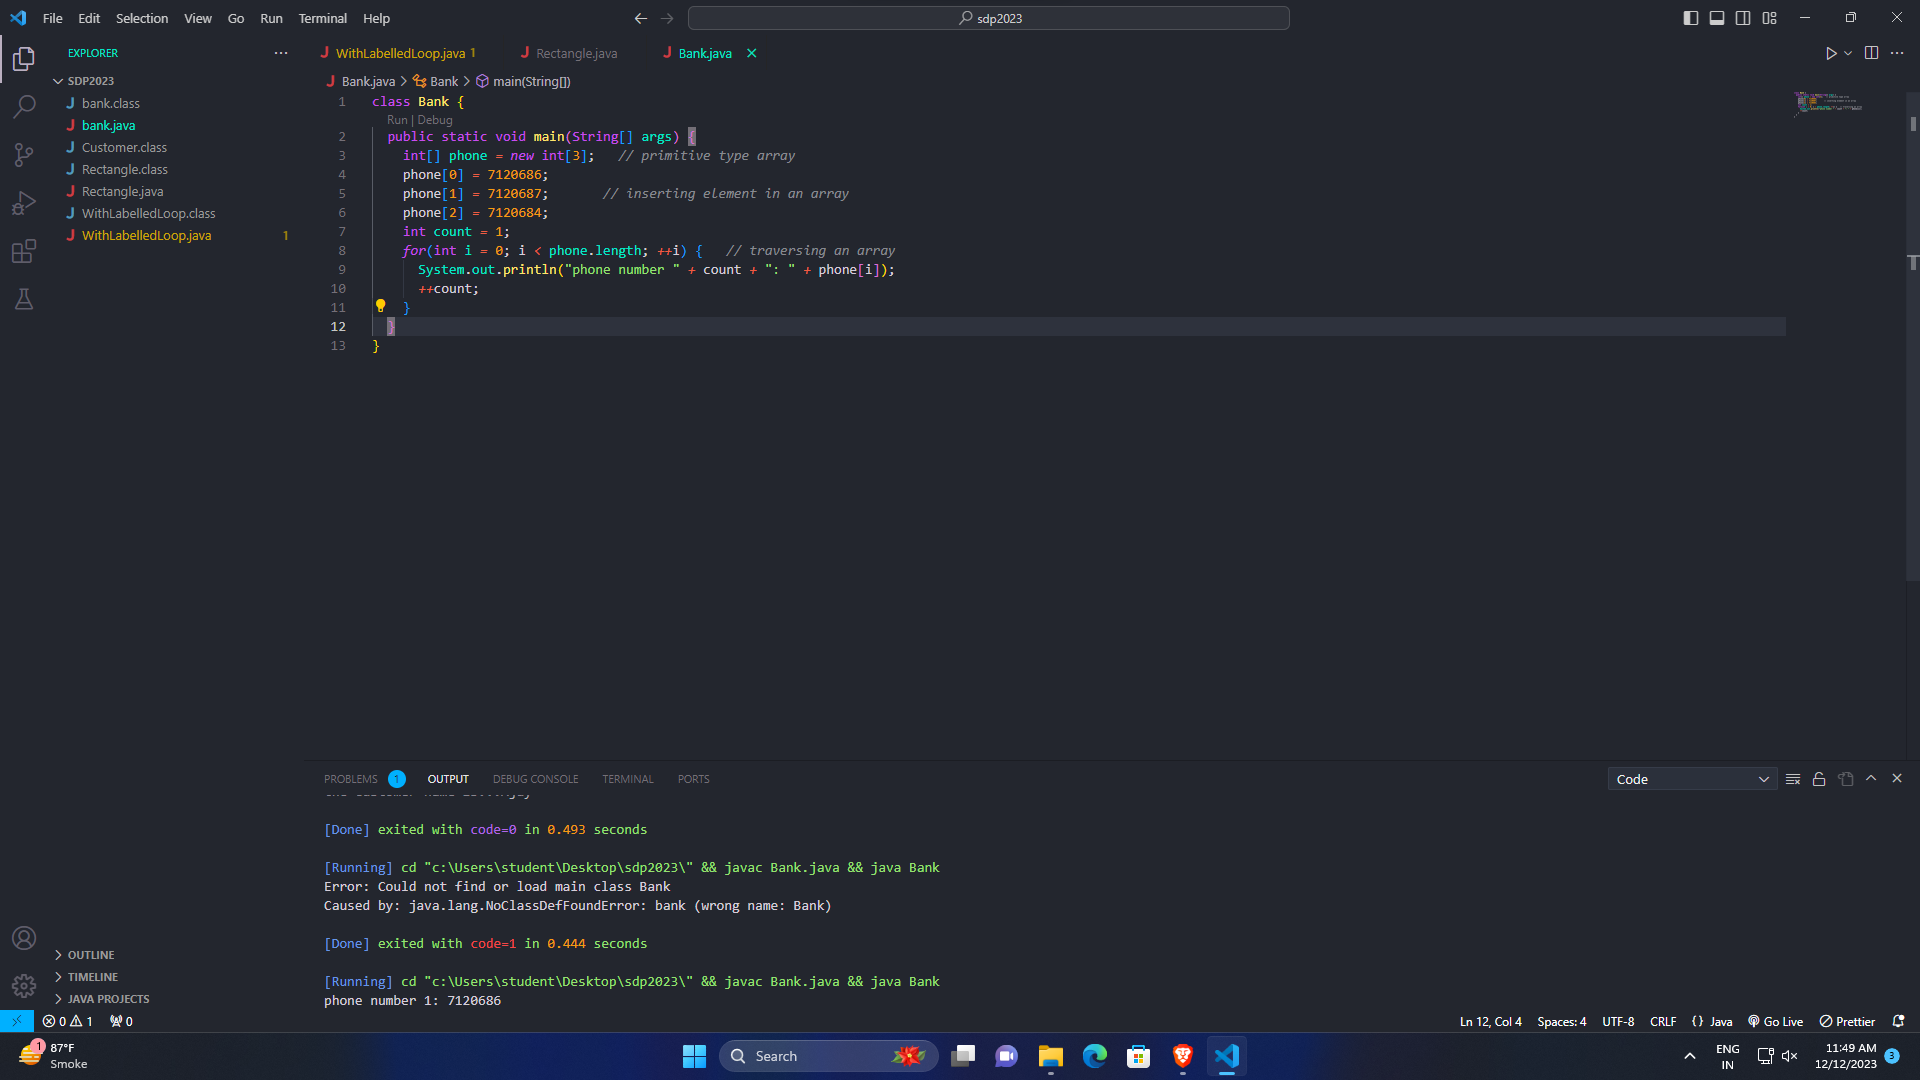 File Edit Selection View Go Run Terminal Help
sdp2023
EXPLORER
SDP2023
bank.class
bank.java
Customer.class
Rectangle.class
Rectangle.java
WithLabelledLoop.class
WithLabelledLoop.java 1
WithLabelledLoop.java 1 Rectangle.java Bank.java
Bank.java > Bank > main(String[])
1 class Bank {
Run | Debug
2 public static void main(String[] args) {
3 int[] phone = new int[3]; // primitive type array
4 phone[0] = 7120686;
5 phone[1] = 7120687; // inserting element in an array
6 phone[2] = 7120684;
7 int count = 1;
8 for(int i = 0; i < phone.length; ++i) { // traversing an array
9 System.out.println("phone number " + count + ": " + phone[i]);
10 ++count;
11 }
12 }
13 }
PROBLEMS 1 OUTPUT DEBUG CONSOLE TERMINAL PORTS
Code
[Done] exited with code=0 in 0.493 seconds
[Running] cd "c:\Users\student\Desktop\sdp2023\" && javac Bank.java && java Bank
Error: Could not find or load main class Bank
Caused by: java.lang.NoClassDefFoundError: bank (wrong name: Bank)
[Done] exited with code=1 in 0.444 seconds
[Running] cd "c:\Users\student\Desktop\sdp2023\" && javac Bank.java && java Bank
phone number 1: 7120686
OUTLINE
TIMELINE
JAVA PROJECTS
0 1 0
Ln 12, Col 4 Spaces: 4 UTF-8 CRLF {} Java Go Live Prettier
1
87°F
Smoke
Search
ENG
IN
11:49 AM
12/12/2023
3